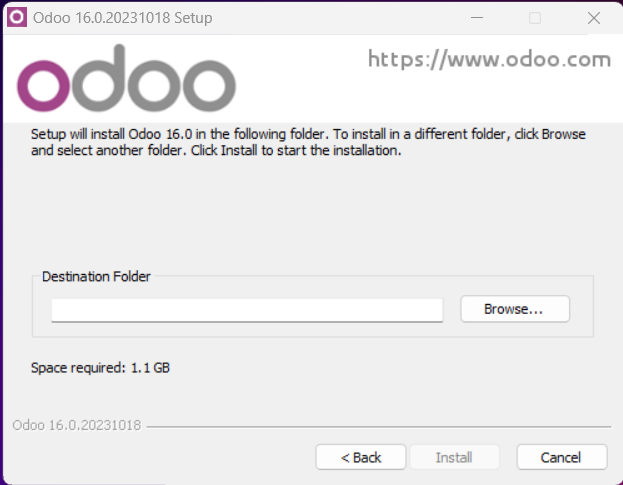 Odoo 16.0.20231018 Setup
odoo
https://www.odoo.com
Setup will install Odoo 16.0 in the following folder. To install in a different folder, click Browse
and select another folder. Click Install to start the installation.
Destination Folder
Browse...
Space required: 1.1 GB
Odoo 16.0.20231018
< Back
Install
Cancel